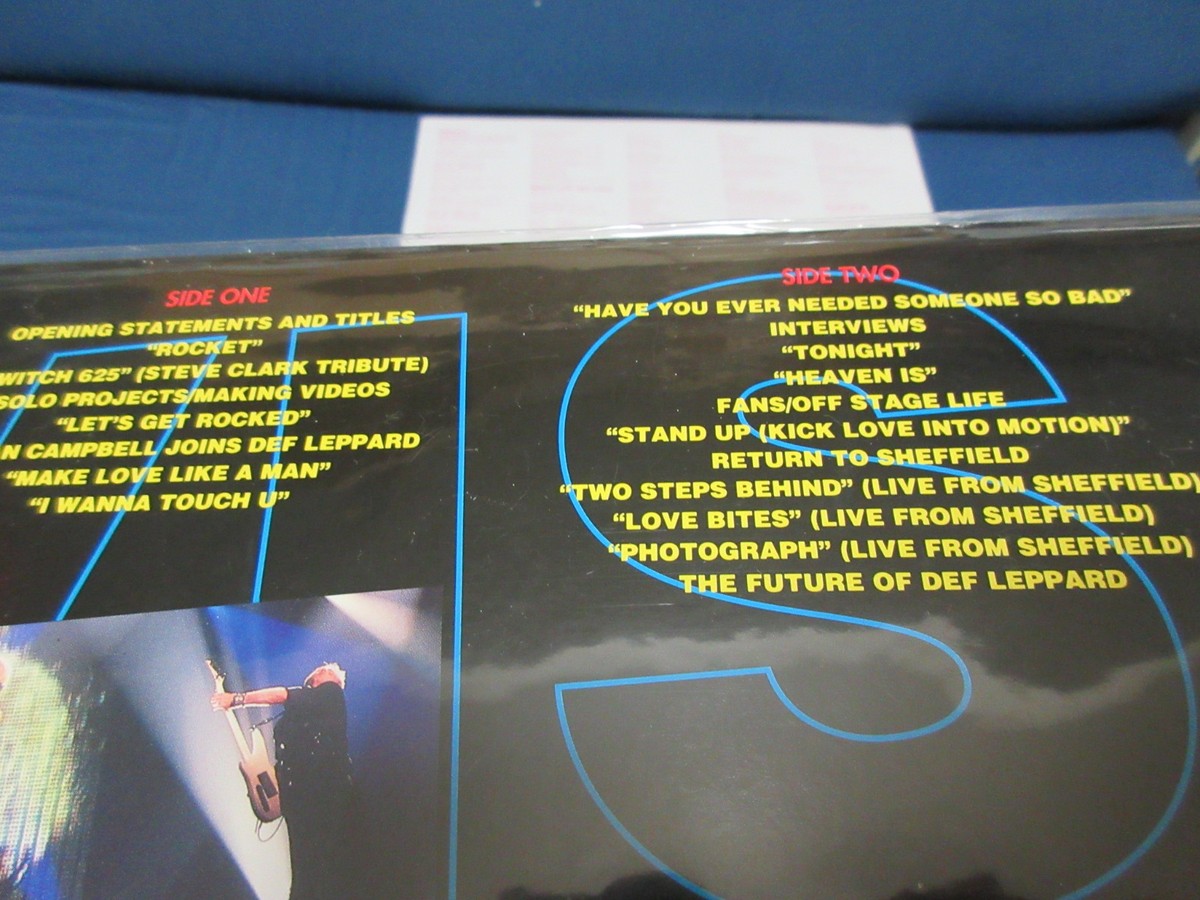 SIDE ONE
OPENING STATEMENTS AND TITLES
“ROCKET”
WITCH 625” (STEVE CLARK TRIBUTE)
SOLO PROJECTS/MAKING VIDEOS
“LET'S GET ROCKED”
N CAMPBELL JOINS DEF LEPPARD
“MAKE LOVE LIKE A MAN”
“I WANNA TOUCH U”
SIDE TWO
“HAVE YOU EVER NEEDED SOMEONE SO BAD”
INTERVIEWS
“TONIGHT”
“HEAVEN IS”
FANS/OFF STAGE LIFE
“STAND UP (KICK LOVE INTO MOTION)”
RETURN TO SHEFFIELD
“TWO STEPS BEHIND” (LIVE FROM SHEFFIELD)
“LOVE BITES” (LIVE FROM SHEFFIELD)
“PHOTOGRAPH” (LIVE FROM SHEFFIELD)
THE FUTURE OF DEF LEPPARD